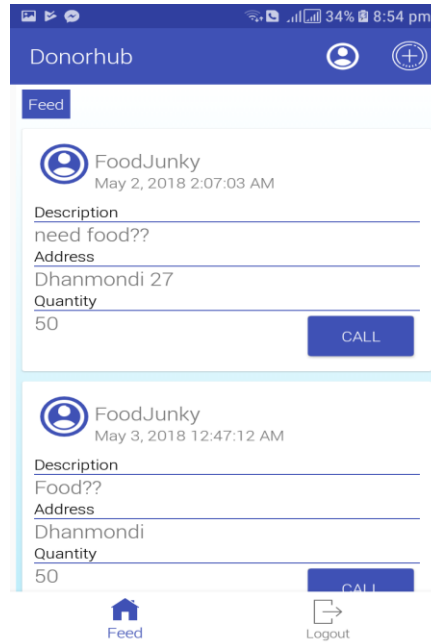 34% 8:54 pm
Donorhub
Feed
FoodJunky
May 2, 2018 2:07:03 AM
Description
need food??
Address
Dhanmondi 27
Quantity
50
CALL
FoodJunky
May 3, 2018 12:47:12 AM
Description
Food??
Address
Dhanmondi
Quantity
50
CALL
Feed
Logout